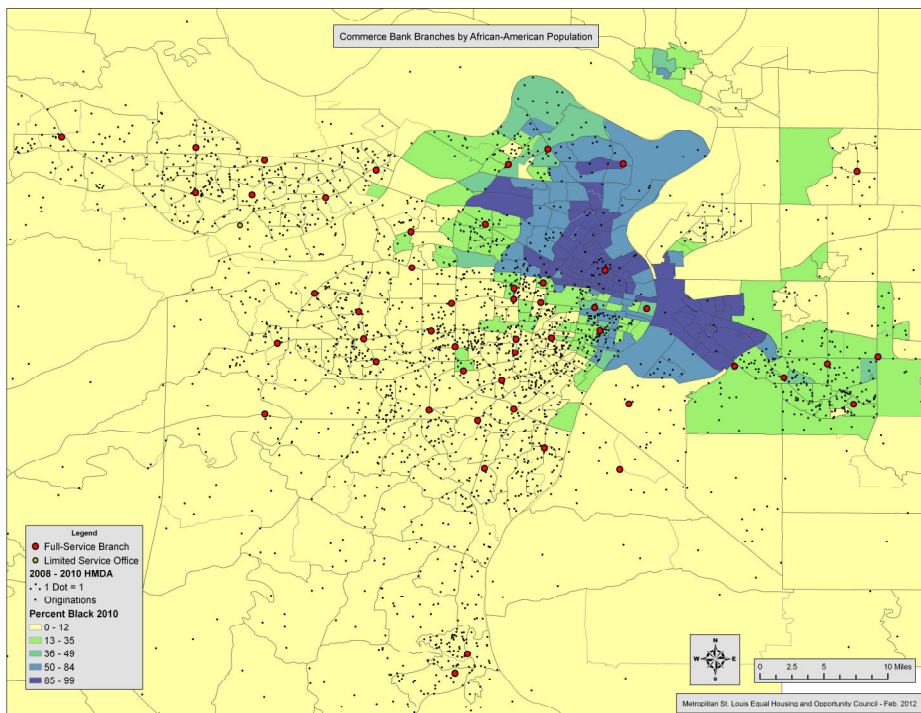 Commerce Bank Branches by African-American Population
Legend
Full-Service Branch
Limited Service Office
2008 - 2010 HMDA
1 Dot = 1
Originations
Percent Black 2010
0 - 12
13 - 35
36 - 49
50 - 84
85 - 99
N
W E
S
0 2.5 5 10 Miles
Metropolitan St. Louis Equal Housing and Opportunity Council - Feb. 2012